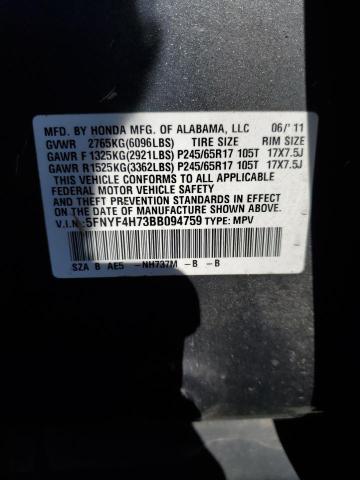 MFD. BY HONDA MFG. OF ALABAMA, LLC 06/'11
GVWR 2765KG(6096LBS) TIRE SIZE RIM SIZE
GAWR F 1325KG(2921LBS) P245/65R17 105T 17X7.5J
GAWR R1525KG(3362LBS) P245/65R17 105T 17X7.5J
THIS VEHICLE CONFORMS TO ALL APPLICABLE
FEDERAL MOTOR VEHICLE SAFETY
AND THEFT PREVENTION STANDARDS IN EFFECT
ON THE DATE OF MANUFACTURE SHOWN ABOVE.
V.I.N.:5FNYF4H73BB094759 TYPE: MPV
SZA B AE5 -NH737M -B -B